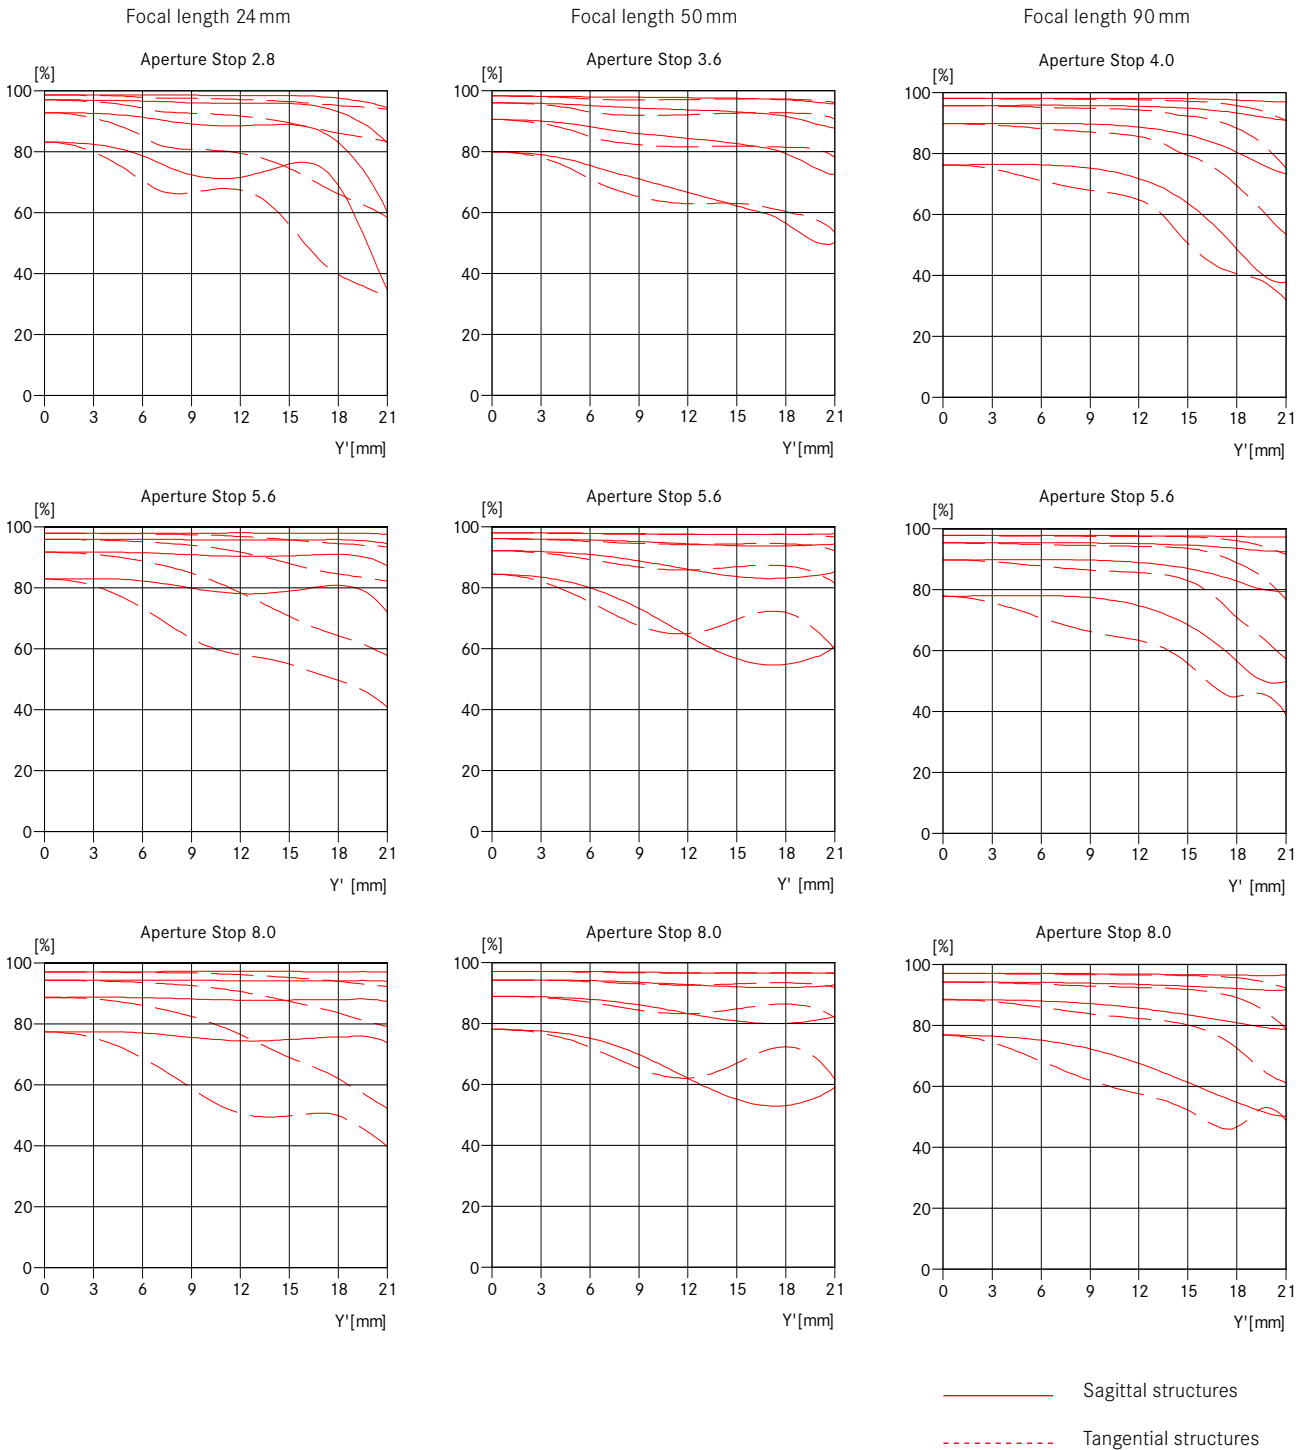 Focal length 24 mm Focal length 50 mm Focal length 90 mm
Aperture Stop 2.8 Aperture Stop 3.6 Aperture Stop 4.0
[%] [%] [%]
100 100 100
80 80 80
60 60 60
40 40 40
20 20 20
0 0 0
0 3 6 9 12 15 18 21 0 3 6 9 12 15 18 21 0 3 6 9 12 15 18 21
Y'[mm] Y'[mm] Y'[mm]
Aperture Stop 5.6 Aperture Stop 5.6 Aperture Stop 5.6
[%] [%] [%]
100 100 100
80 80 80
60 60 60
40 40 40
20 20 20
0 0 0
0 3 6 9 12 15 18 21 0 3 6 9 12 15 18 21 0 3 6 9 12 15 18 21
Y' [mm] Y' [mm] Y' [mm]
Aperture Stop 8.0 Aperture Stop 8.0 Aperture Stop 8.0
[%] [%] [%]
100 100 100
80 80 80
60 60 60
40 40 40
20 20 20
0 0 0
0 3 6 9 12 15 18 21 0 3 6 9 12 15 18 21 0 3 6 9 12 15 18 21
Y'[mm] Y'[mm] Y'[mm]
Sagittal structures
Tangential structures